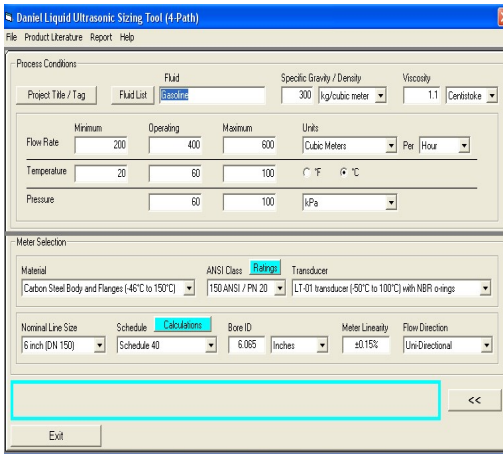 Daniel Liquid Ultrasonic Sizing Tool (4-Path)
File Product Literature Report Help
Process Conditions
Fluid Specific Gravity / Density Viscosity
Project Title / Tag Fluid List Gasoline 300 kg/cubic meter 1.1 Centistoke
Minimum Operating Maximum Units
Flow Rate 200 400 600 Cubic Meters Per Hour
Temperature 20 60 100 °F °C
Pressure 60 100 kPa
Meter Selection
Material ANSI Class Ratings Transducer
Carbon Steel Body and Flanges (-46°C to 150°C) 150 ANSI / PN 20 LT-01 transducer (-50°C to 100°C) with NBR o-rings
Nominal Line Size Schedule Calculations Bore ID Meter Linearity Flow Direction
6 inch (DN 150) Schedule 40 6.065 Inches ±0.15% Uni-Directional
<<
Exit